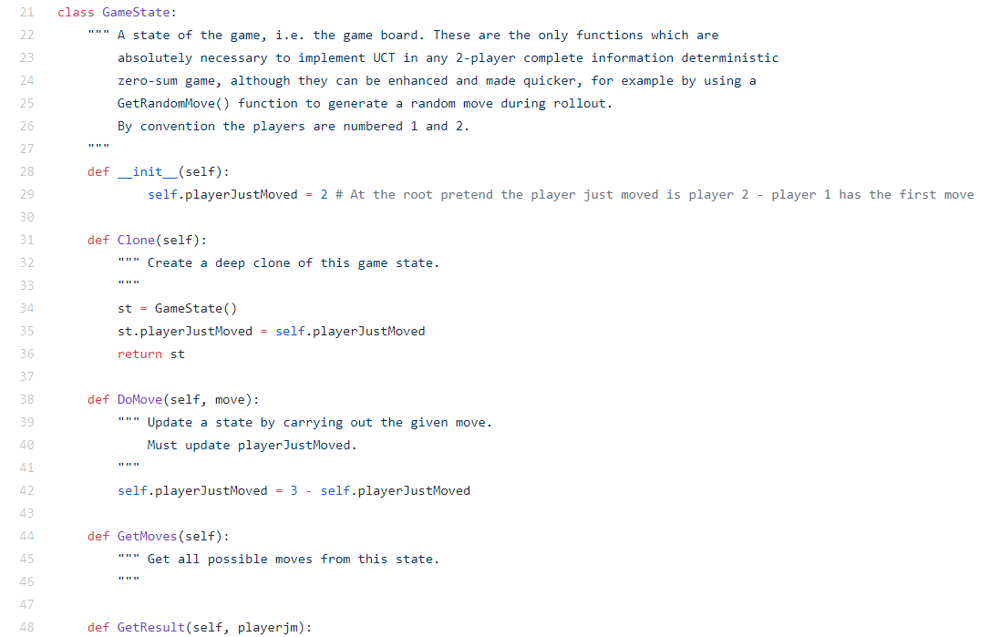 21 class GameState:
22     """ A state of the game, i.e. the game board. These are the only functions which are
23         absolutely necessary to implement UCT in any 2-player complete information deterministic
24         zero-sum game, although they can be enhanced and made quicker, for example by using a
25         GetRandomMove() function to generate a random move during rollout.
26         By convention the players are numbered 1 and 2.
27     """
28     def __init__(self):
29             self.playerJustMoved = 2 # At the root pretend the player just moved is player 2 - player 1 has the first move
30
31     def Clone(self):
32         """ Create a deep clone of this game state.
33         """
34         st = GameState()
35         st.playerJustMoved = self.playerJustMoved
36         return st
37
38     def DoMove(self, move):
39         """ Update a state by carrying out the given move.
40             Must update playerJustMoved.
41         """
42         self.playerJustMoved = 3 - self.playerJustMoved
43
44     def GetMoves(self):
45         """ Get all possible moves from this state.
46         """
47
48     def GetResult(self, playerjm):